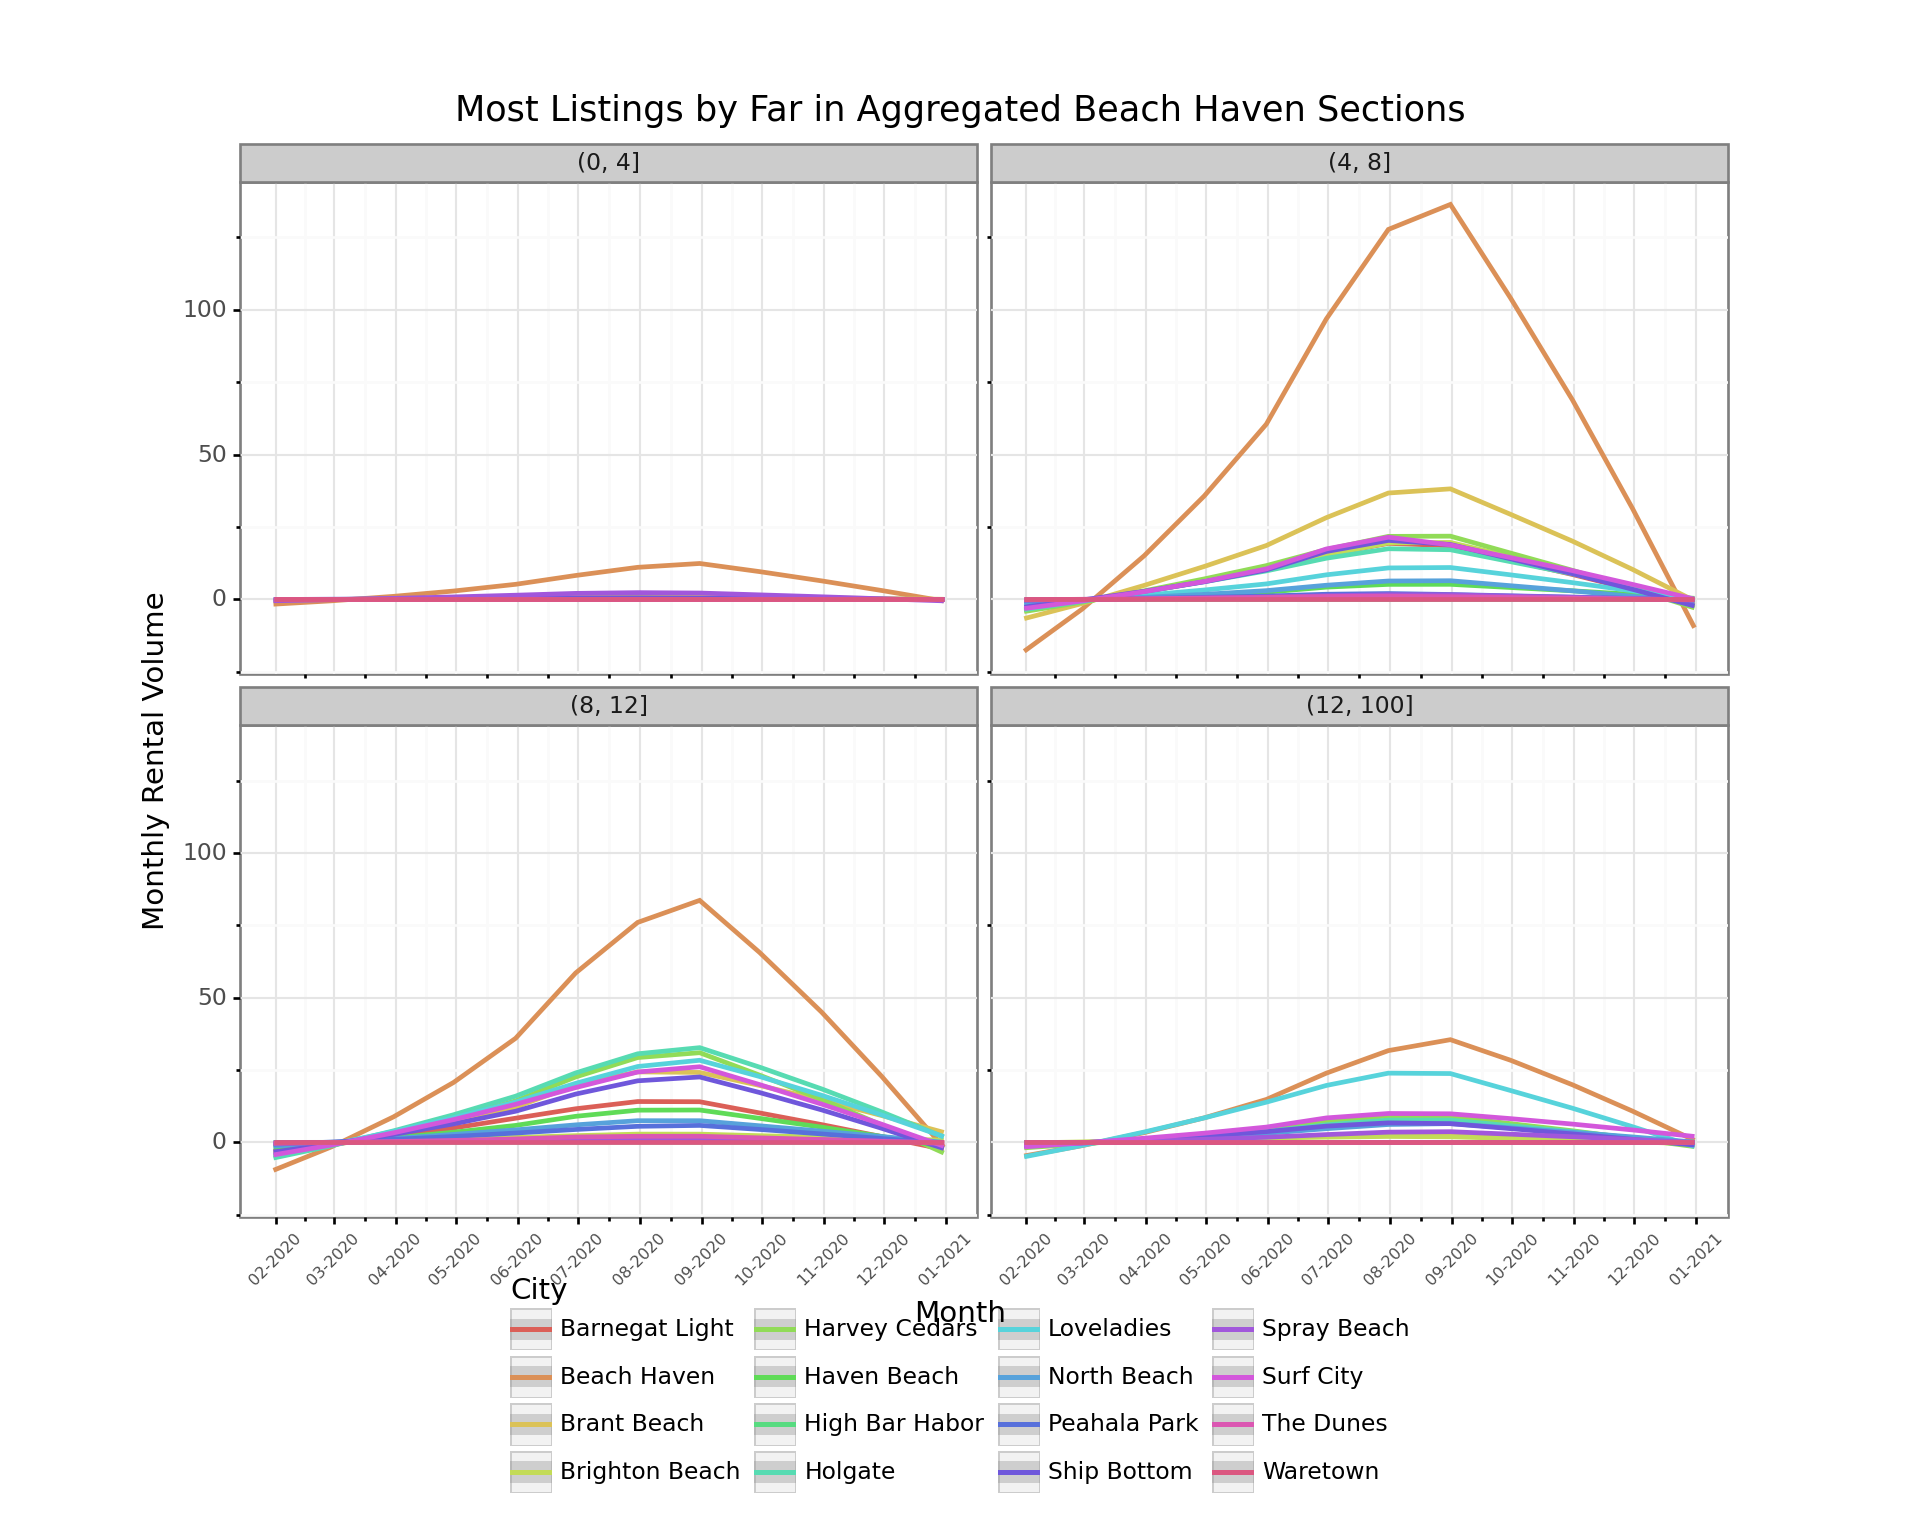 Most Listings by Far in Aggregated Beach Haven Sections
(0, 4]
(4, 8]
100
50
0
(8, 12]
(12, 100]
100
50
0
Monthly Rental Volume
02-2020 03-2020 04-2020 05-2020 06-2020 07-2020 08-2020 09-2020 10-2020 11-2020 12-2020 01-2021
02-2020 03-2020 04-2020 05-2020 06-2020 07-2020 08-2020 09-2020 10-2020 11-2020 12-2020 01-2021
Month
City
Barnegat Light
Harvey Cedars
Loveladies
Spray Beach
Beach Haven
Haven Beach
North Beach
Surf City
Brant Beach
High Bar Habor
Peahala Park
The Dunes
Brighton Beach
Holgate
Ship Bottom
Waretown